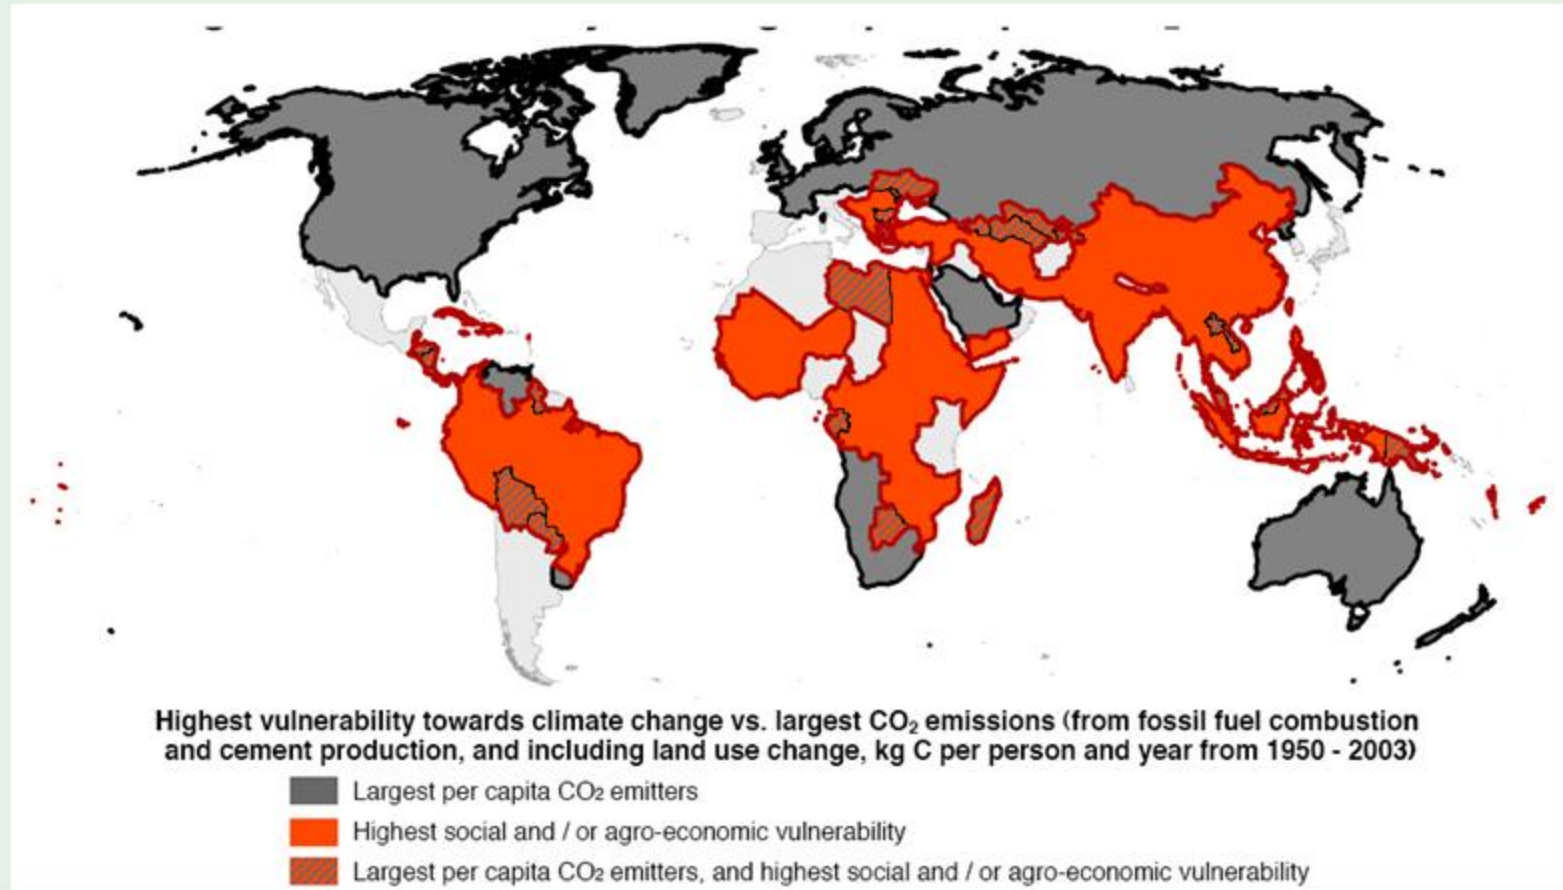 Highest vulnerability towards climate change vs. largest CO₂ emissions (from fossil fuel combustion
and cement production, and including land use change, kg C per person and year from 1950 - 2003)
Largest per capita CO₂ emitters
Highest social and / or agro-economic vulnerability
Largest per capita CO₂ emitters, and highest social and / or agro-economic vulnerability